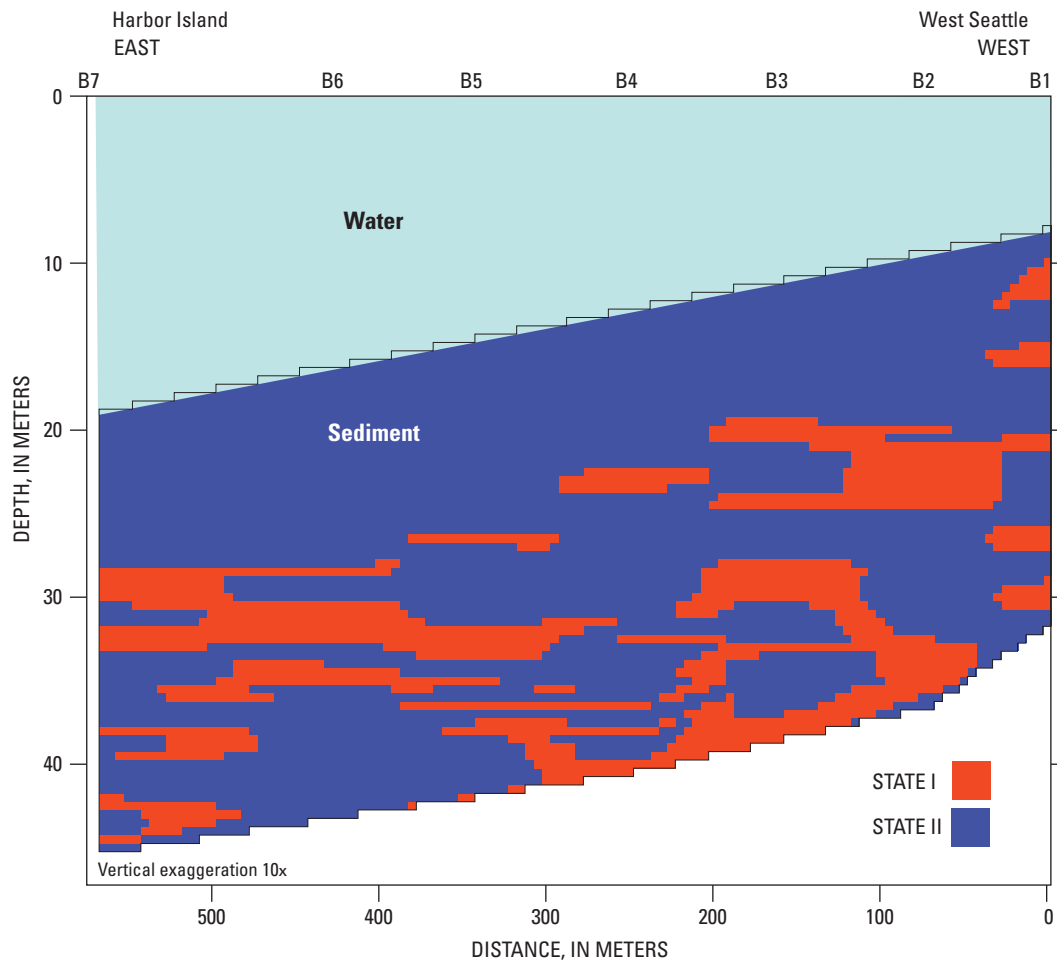 Harbor Island
EAST
West Seattle
WEST
B7 B6 B5 B4 B3 B2 B1
0
10
20
30
40
DEPTH, IN METERS
Water
Sediment
STATE I
STATE II
Vertical exaggeration 10x
500 400 300 200 100 0
DISTANCE, IN METERS